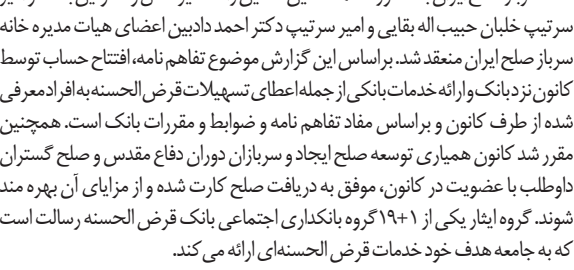 سرتیپ خلبان حبیب اله بقایی و امیر سرتیپ دکتر احمد دادبین اعضای هیات مدیره خانه
سرباز صلح ایران منعقد شد. براساس این گزارش موضوع تفاهم نامه، افتتاح حساب توسط
کانون نزد بانک و ارائه خدمات بانکی از جمله اعطای تسهیلات قرض الحسنه به افراد معرفی
شده از طرف کانون و براساس مفاد تفاهم نامه و ضوابط و مقررات بانک است. همچنین
مقرر شد کانون همیاری توسعه صلح ایجاد و سربازان دوران دفاع مقدس و صلح گستران
داوطلب با عضویت در کانون، موفق به دریافت صلح کارت شده و از مزایای آن بهره مند
شوند. گروه ایثار یکی از ۱+۱۹ گروه بانکداری اجتماعی بانک قرض الحسنه رسالت است
که به جامعه هدف خود خدمات قرض الحسنه‌ای ارائه می کند.